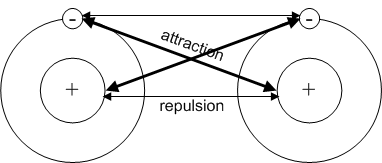 - -
attraction
+ +
repulsion